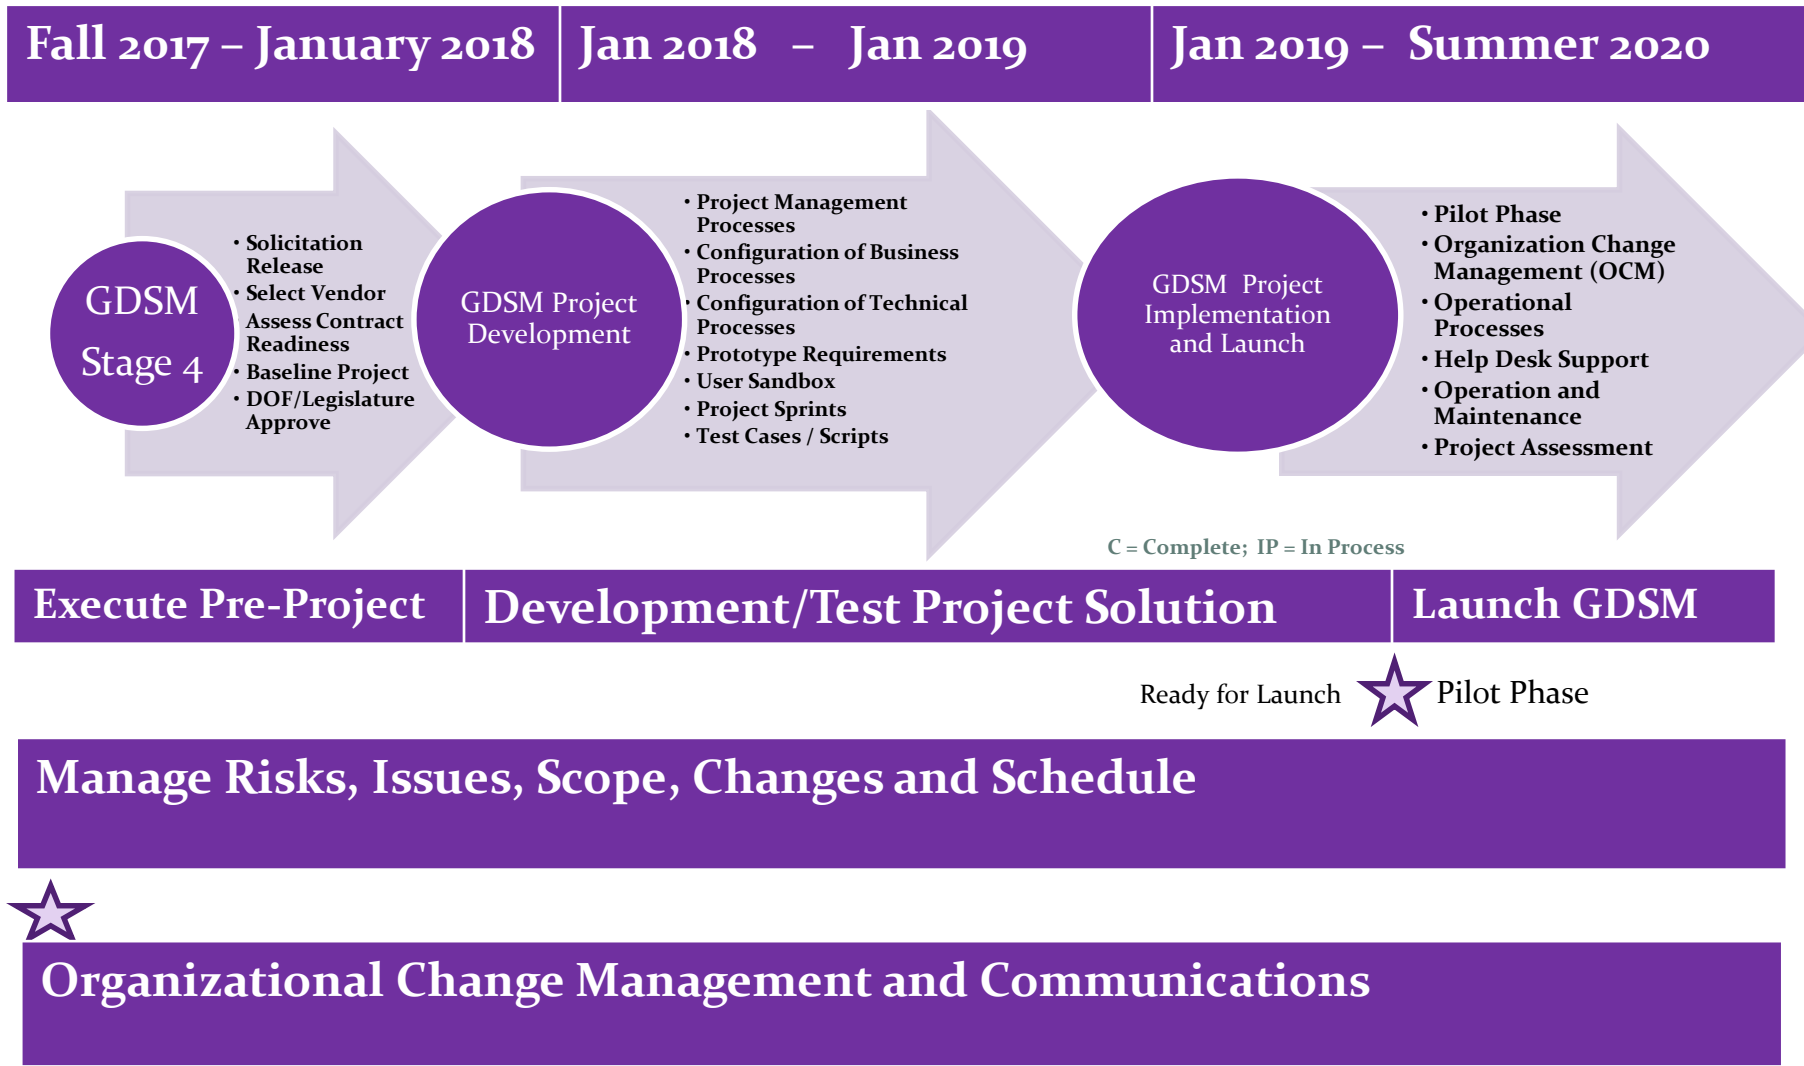 Fall 2017 – January 2018
Jan 2018 – Jan 2019
Jan 2019 – Summer 2020
GDSM
Stage 4
• Solicitation
Release
• Select Vendor
Assess Contract
Readiness
• Baseline Project
• DOF/Legislature
Approve
GDSM Project
Development
• Project Management
Processes
• Configuration of Business
Processes
• Configuration of Technical
Processes
• Prototype Requirements
• User Sandbox
• Project Sprints
• Test Cases / Scripts
GDSM Project
Implementation
and Launch
• Pilot Phase
• Organization Change
Management (OCM)
• Operational
Processes
• Help Desk Support
• Operation and
Maintenance
• Project Assessment
C = Complete; IP = In Process
Execute Pre-Project
Development/Test Project Solution
Launch GDSM
Ready for Launch
Pilot Phase
Manage Risks, Issues, Scope, Changes and Schedule
Organizational Change Management and Communications